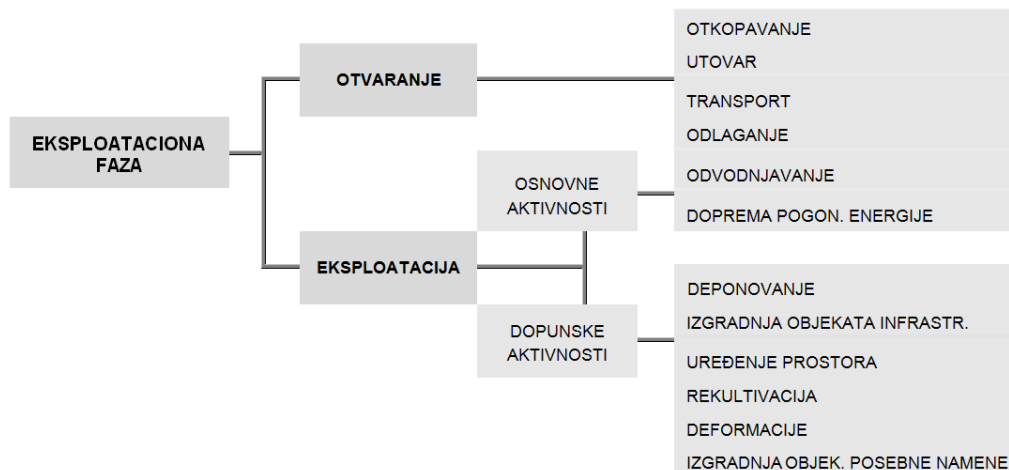 EKSPLOATACIONA
FAZA
OTVARANJE
EKSPLOATACIJA
OSNOVNE
AKTIVNOSTI
DOPUNSKE
AKTIVNOSTI
OTKOPAVANJE
UTOVAR
TRANSPORT
ODLAGANJE
ODVODNJAVANJE
DOPREMA POGON. ENERGIJE
DEPONOVANJE
IZGRADNJA OBJEKATA INFRASTR.
UREĐENJE PROSTORA
REKULTIVACIJA
DEFORMACIJE
IZGRADNJA OBJEK. POSEBNE NAMENE